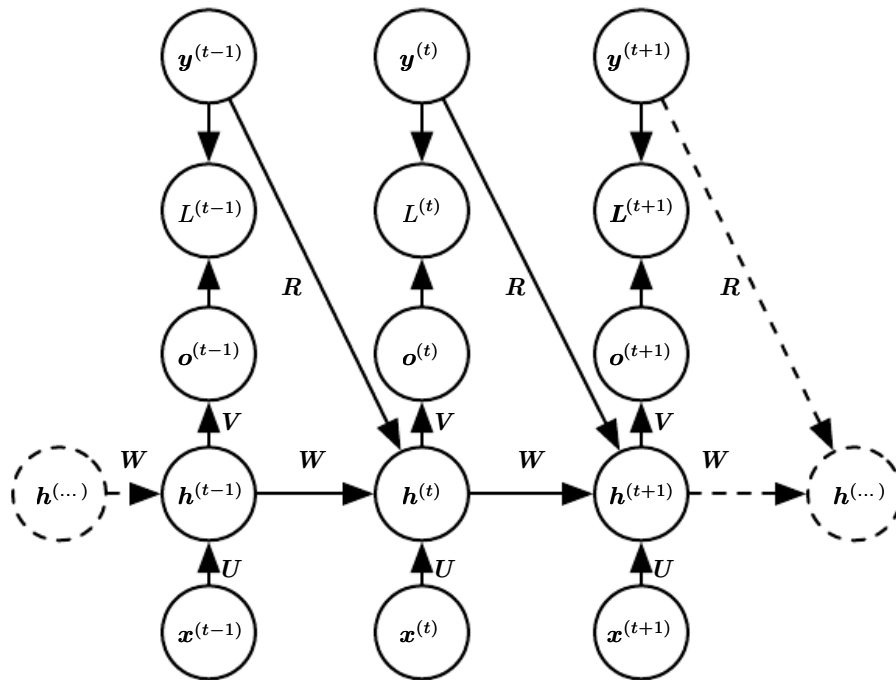 y^(t−1) y^(t) y^(t+1)
L^(t−1) L^(t) L^(t+1)
R R R
o^(t−1) o^(t) o^(t+1)
V V V
W W W W
h^(...) h^(t−1) h^(t) h^(t+1) h^(...)
U U U
x^(t−1) x^(t) x^(t+1)